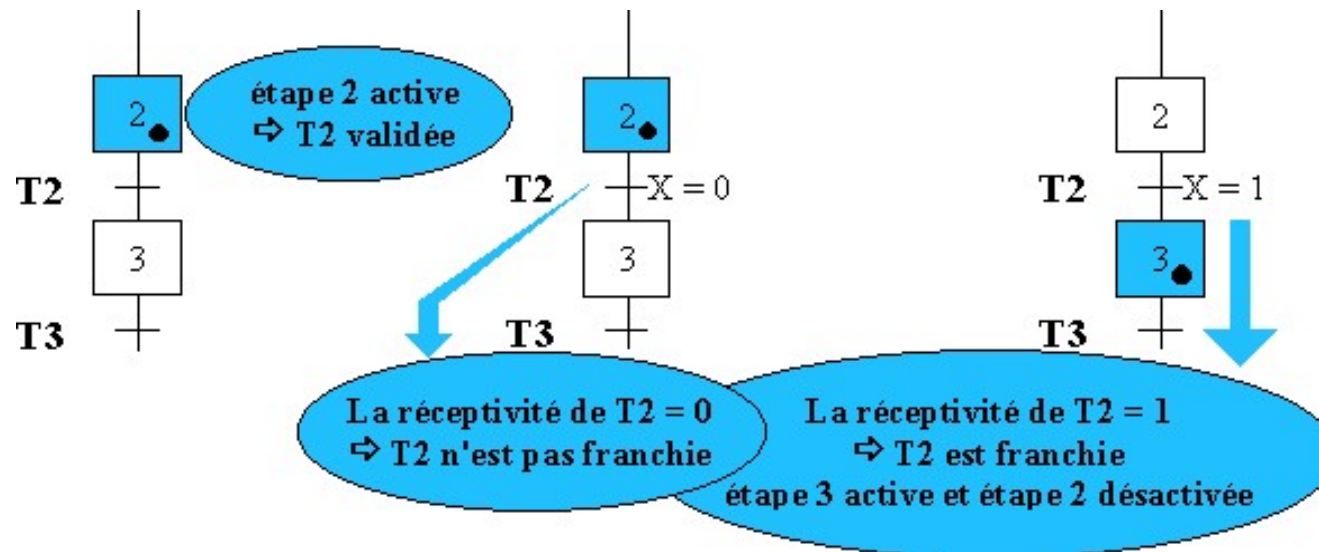 2
étape 2 active
⇨ T2 validée
T2
3
T3
2
T2
X = 0
3
T3
La réceptivité de T2 = 0
⇨ T2 n'est pas franchie
2
T2
X = 1
3
T3
La réceptivité de T2 = 1
⇨ T2 est franchie
étape 3 active et étape 2 désactivée